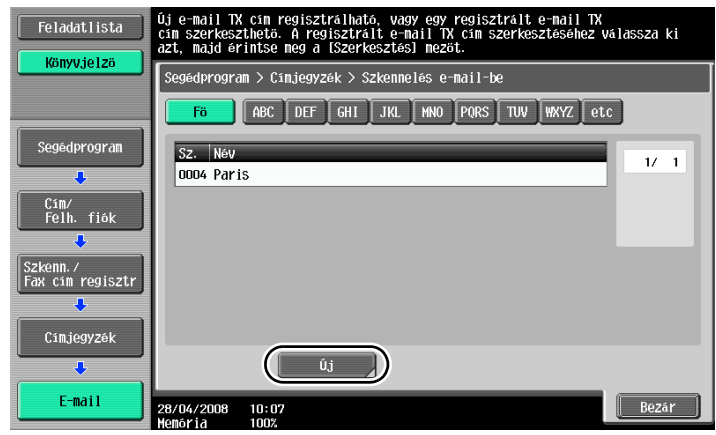 Feladatlista
Könyvjelző
Új e-mail TX cím regisztrálható, vagy egy regisztrált e-mail TX
cím szerkeszthető. A regisztrált e-mail TX cím szerkesztéséhez válassza ki
azt, majd érintse meg a [Szerkesztés] mezőt.
Segédprogram > Címjegyzék > Szkennelés e-mail-be
Fő ABC DEF GHI JKL MNO PQRS TUV WXYZ etc
Sz. Név
0004 Paris
1/ 1
Segédprogram
Cím/
Felh. fiók
Szkenn./
Fax cím regisztr
Címjegyzék
E-mail
Új
28/04/2008 10:07
Memória 100%
Bezár